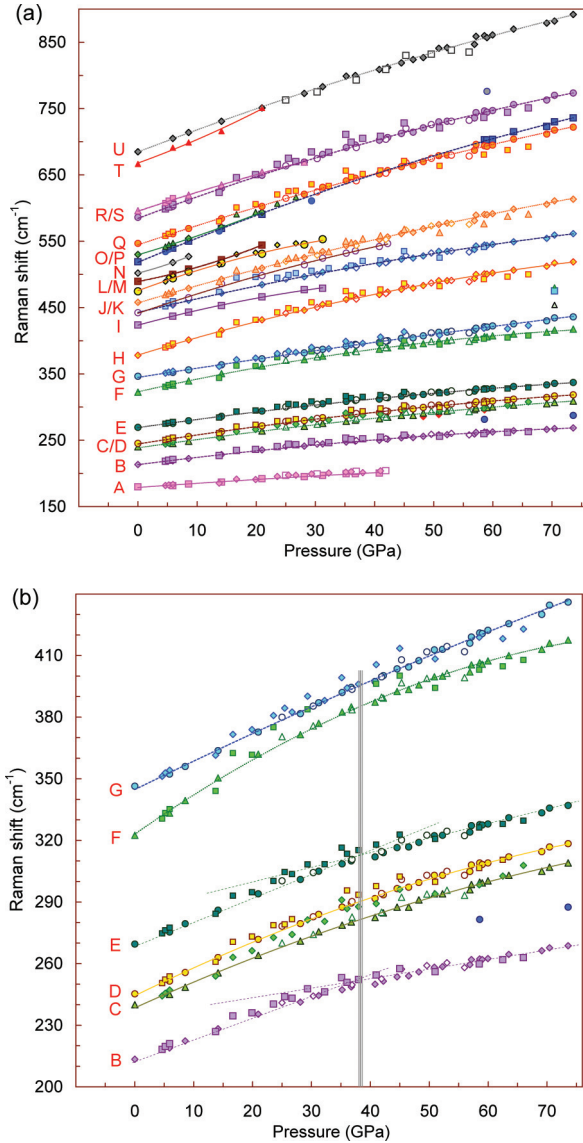 (a)
850
750
650
550
450
350
250
150
Raman shift (cm⁻¹)
U
T
R/S
Q
O/P
N
L/M
J/K
I
H
G
F
E
C/D
B
A
0 10 20 30 40 50 60 70
Pressure (GPa)
(b)
410
380
350
320
290
260
230
200
Raman shift (cm⁻¹)
G
F
E
D
C
B
0 10 20 30 40 50 60 70
Pressure (GPa)